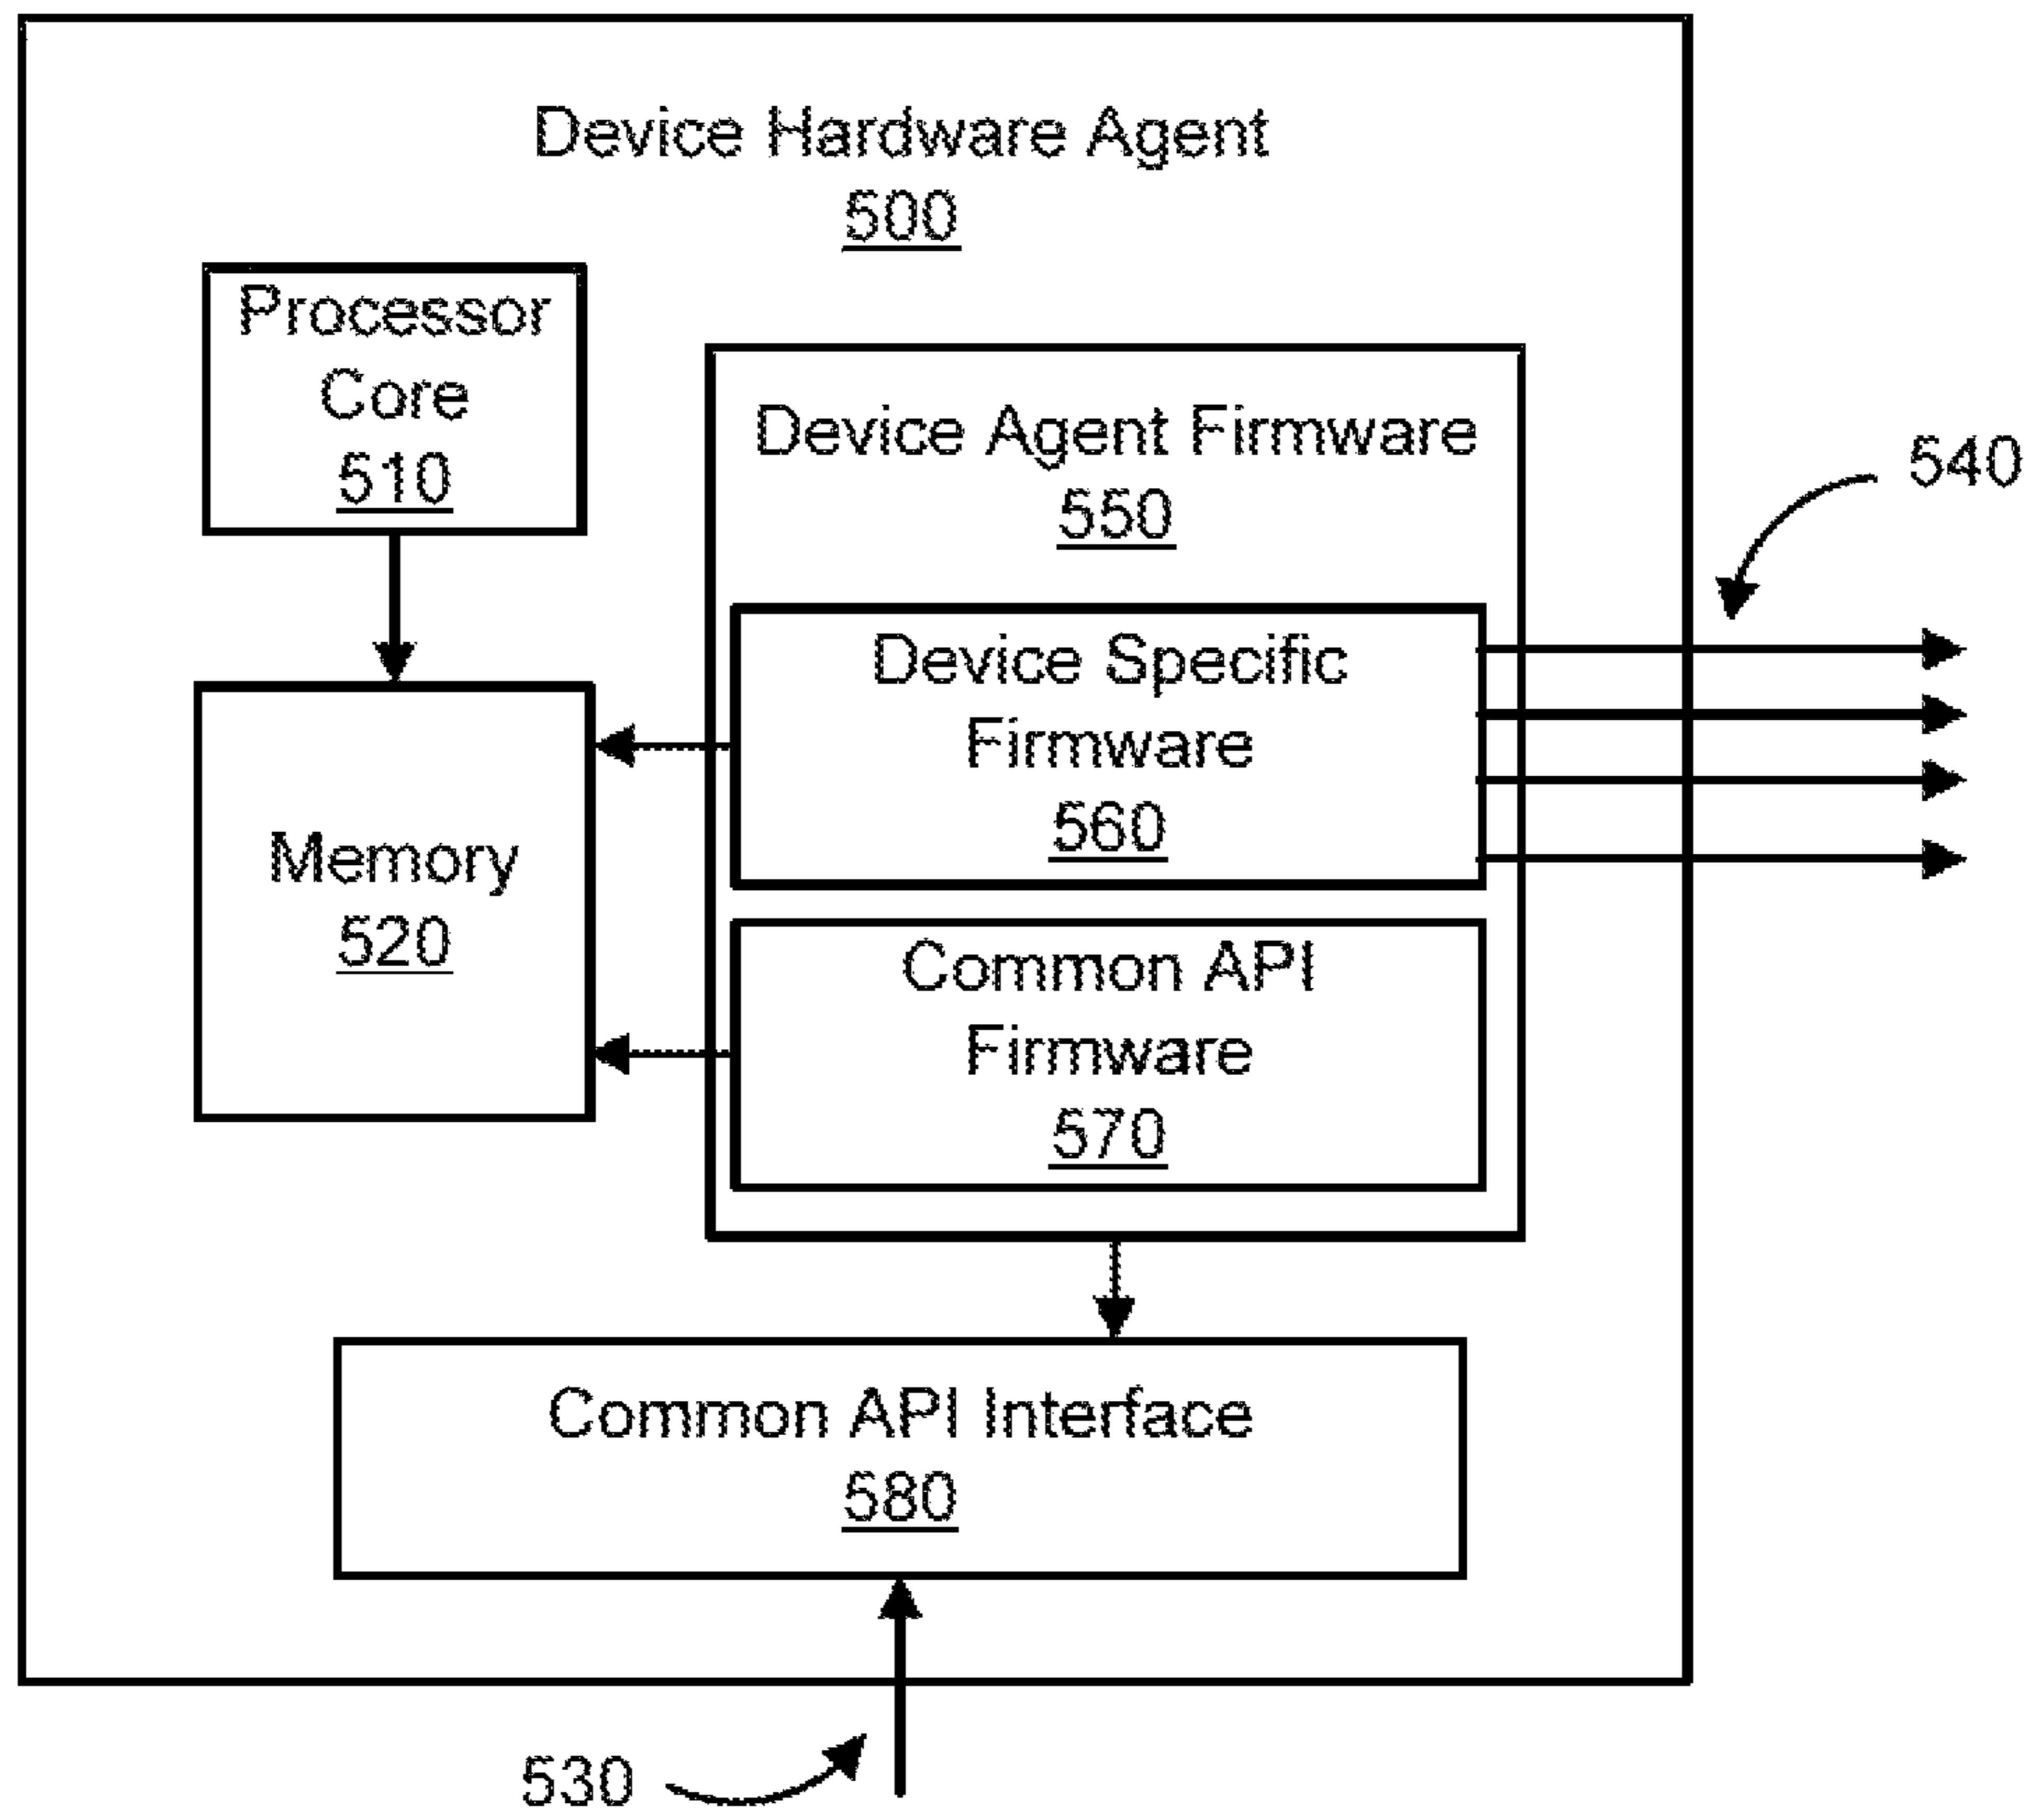 Device Hardware Agent
500
Processor
Core
510
Device Agent Firmware
550
540
Device Specific
Firmware
560
Memory
520
Common API
Firmware
570
Common API Interface
580
530